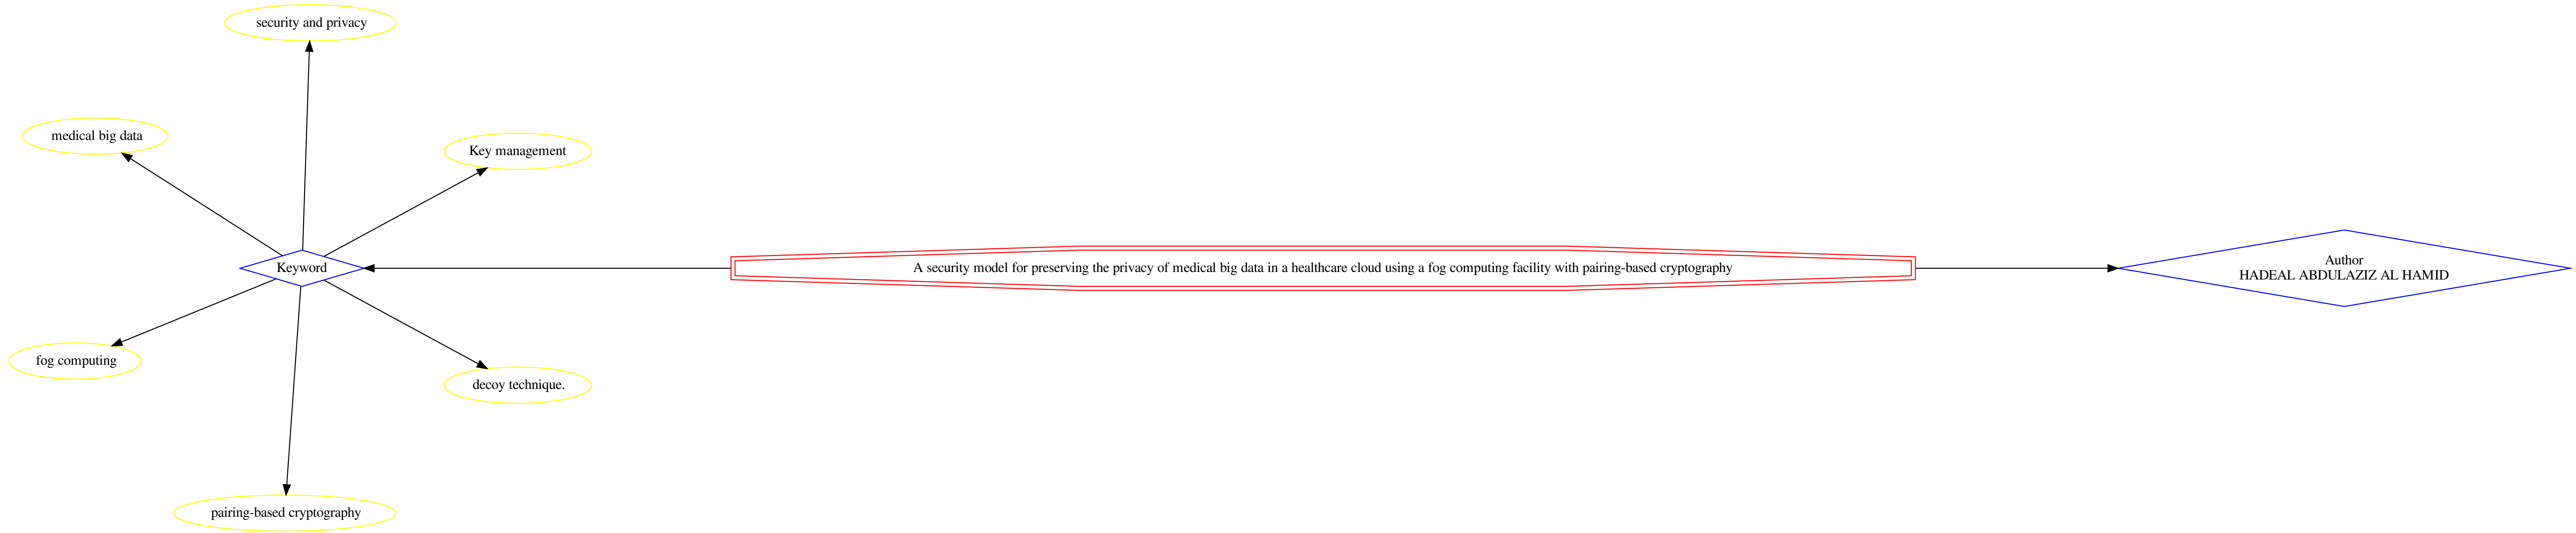 security and privacy
medical big data
Key management
Keyword
A security model for preserving the privacy of medical big data in a healthcare cloud using a fog computing facility with pairing-based cryptography
Author
HADEAL ABDULAZIZ AL HAMID
fog computing
decoy technique.
pairing-based cryptography